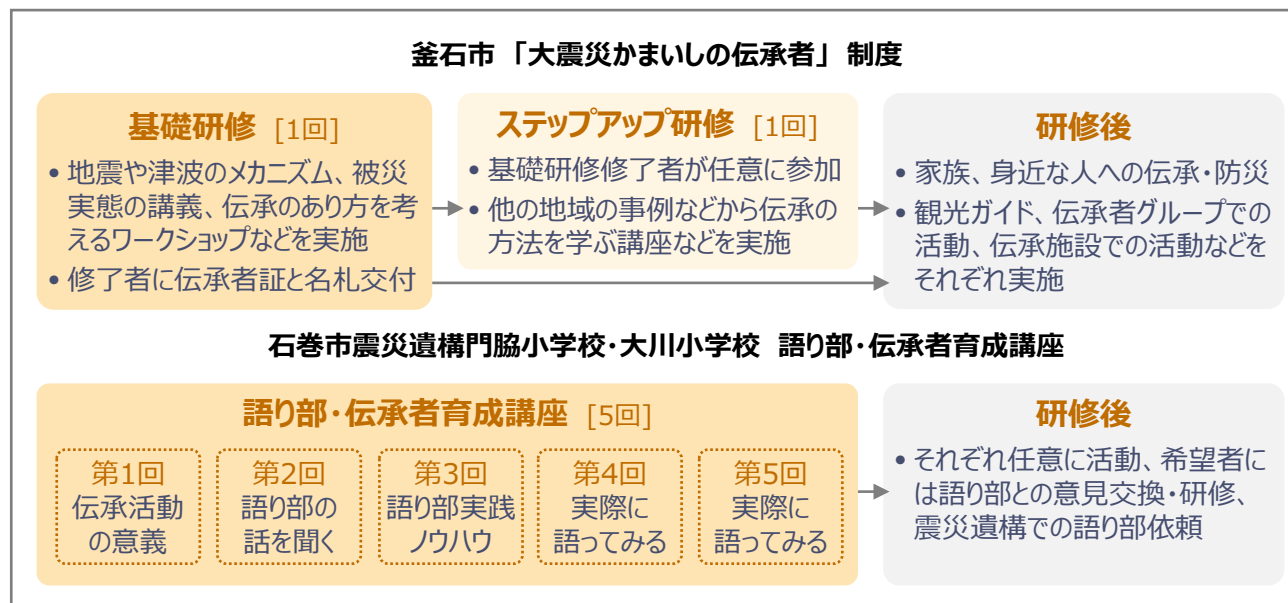 釜石市 「大震災かまいしの伝承者」 制度
基礎研修 [1回]
• 地震や津波のメカニズム、被災
実態の講義、伝承のあり方を考
えるワークショップなどを実施
• 修了者に伝承者証と名札交付
ステップアップ研修 [1回]
• 基礎研修修了者が任意に参加
• 他の地域の事例などから伝承の
方法を学ぶ講座などを実施
研修後
• 家族、身近な人への伝承・防災
• 観光ガイド、伝承者グループでの
活動、伝承施設での活動などを
それぞれ実施
石巻市震災遺構門脇小学校・大川小学校 語り部・伝承者育成講座
語り部・伝承者育成講座 [5回]
第1回
伝承活動
の意義
第2回
語り部の
話を聞く
第3回
語り部実践
ノウハウ
第4回
実際に
語ってみる
第5回
実際に
語ってみる
研修後
• それぞれ任意に活動、希望者に
は語り部との意見交換・研修、
震災遺構での語り部依頼